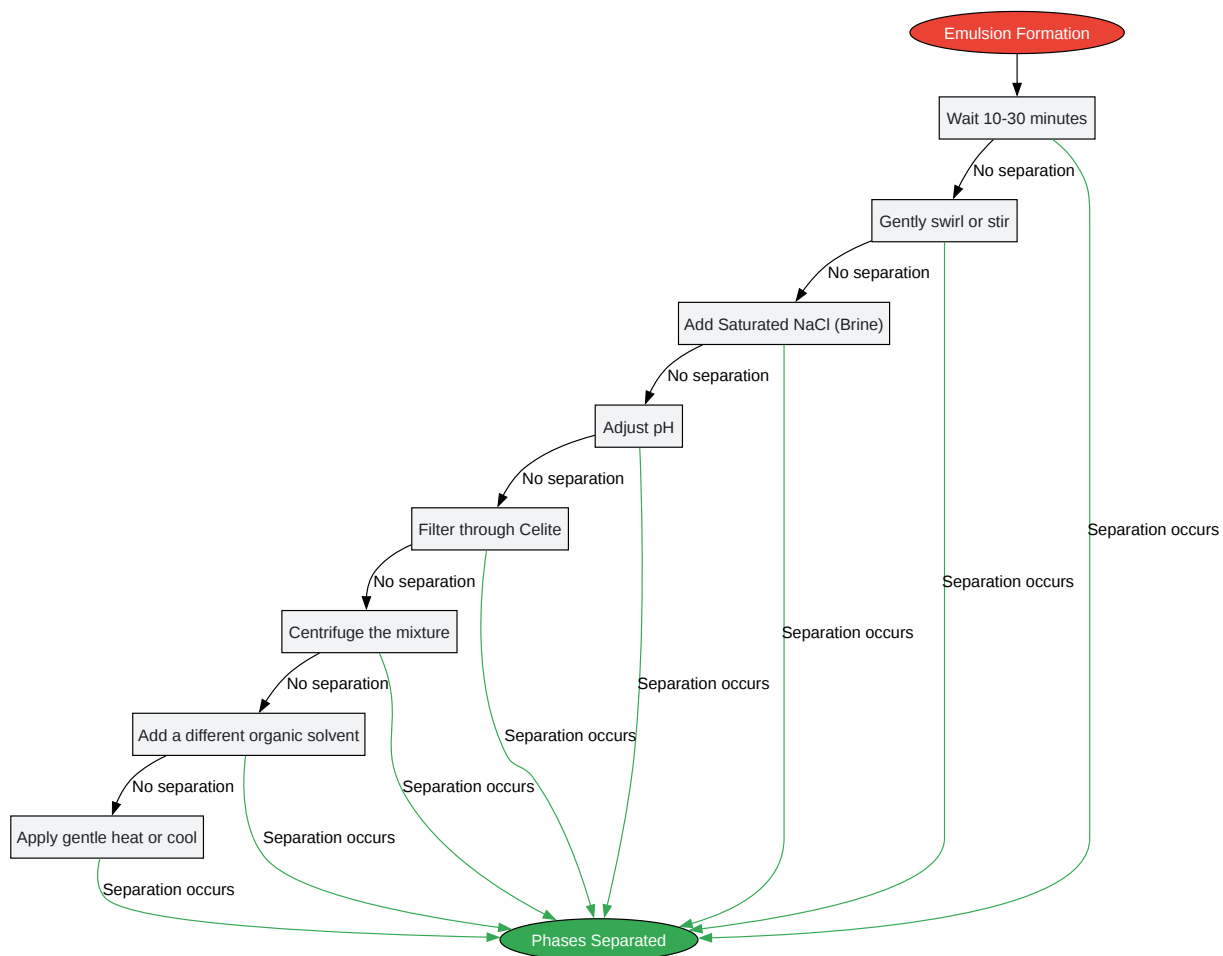 Emulsion Formation
Wait 10-30 minutes
No separation
Gently swirl or stir
No separation
Add Saturated NaCl (Brine)
No separation
Adjust pH
No separation
Filter through Celite
Separation occurs
No separation
Separation occurs
Centrifuge the mixture
Separation occurs
No separation
Separation occurs
Add a different organic solvent
Separation occurs
No separation
Separation occurs
Apply gentle heat or cool
Separation occurs
Separation occurs
Phases Separated